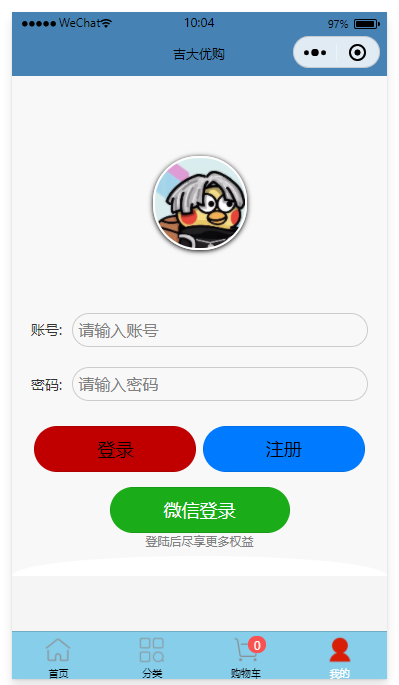 WeChat 10:04 97%
吉大优购
账号: 请输入账号
密码: 请输入密码
登录 注册
微信登录
登陆后尽享更多权益
0
首页 分类 购物车 我的